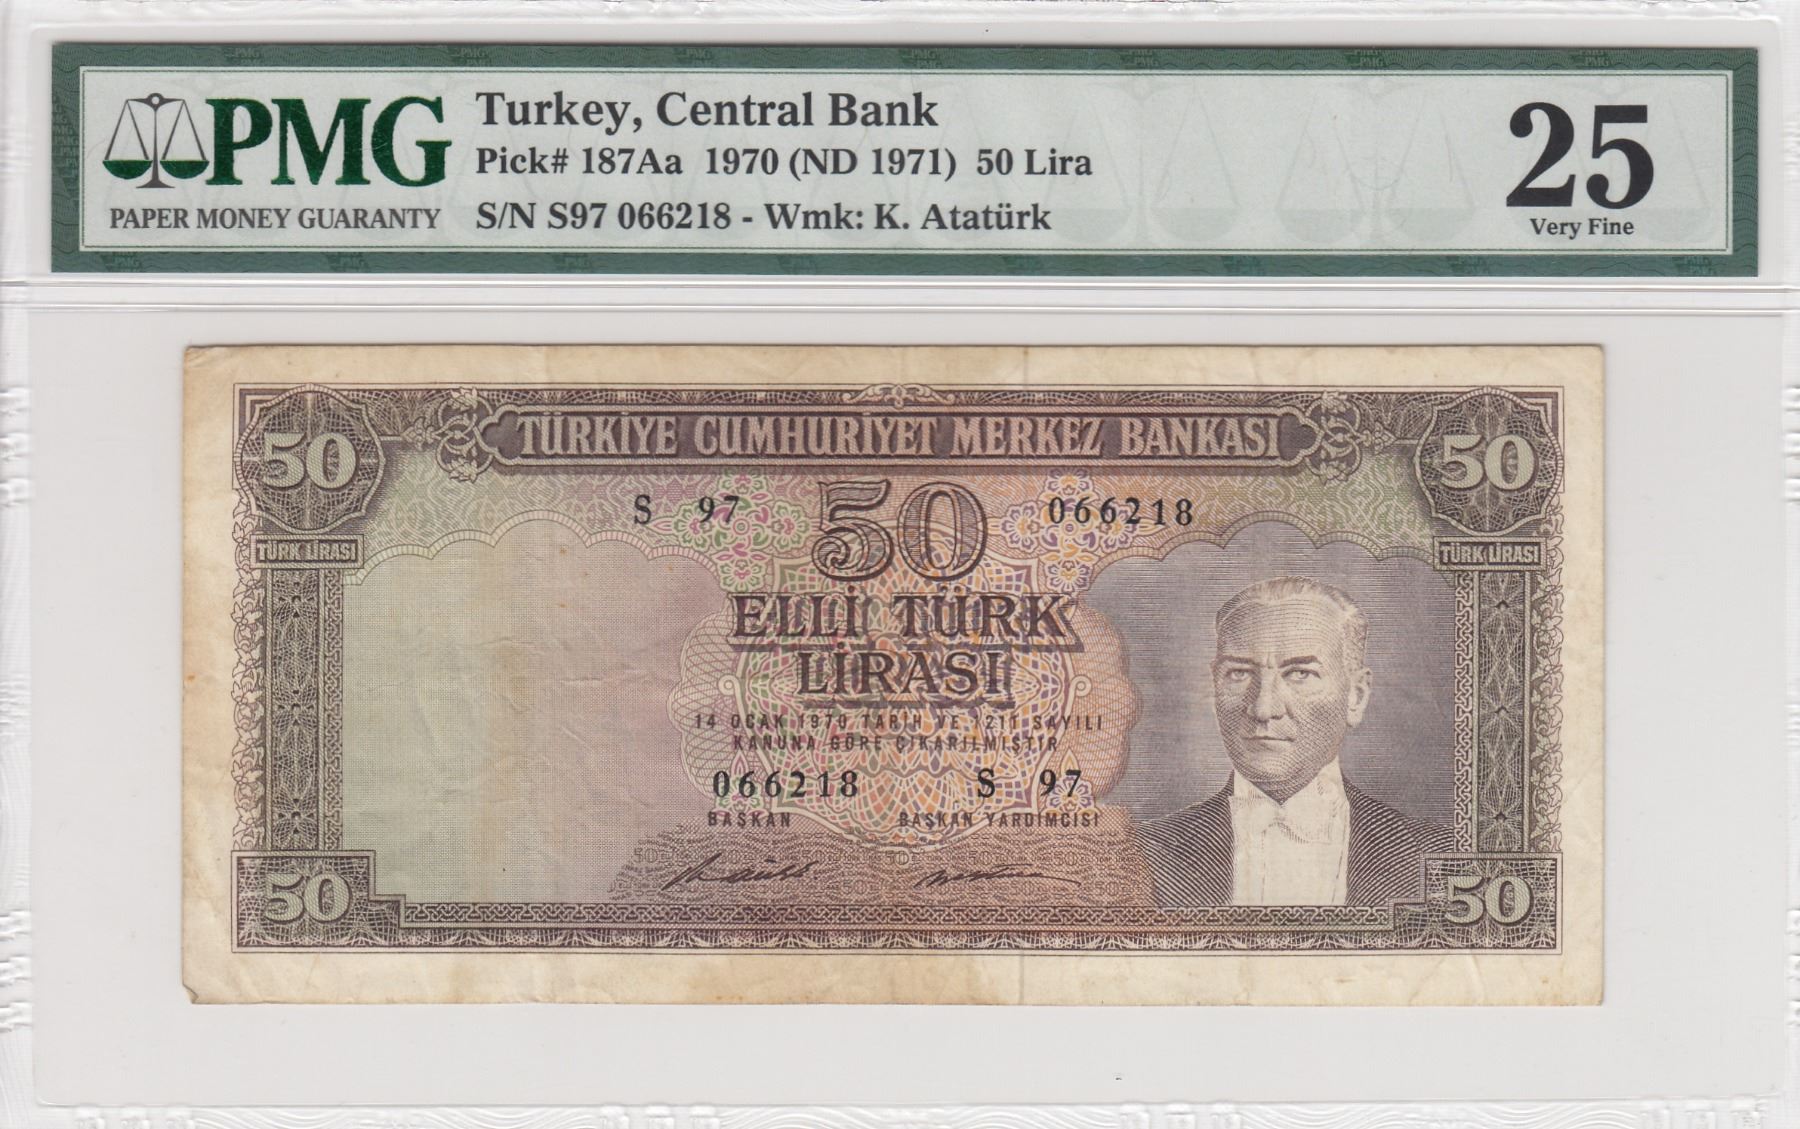 PMG
PAPER MONEY GUARANTY
Turkey, Central Bank
Pick# 187Aa 1970 (ND 1971) 50 Lira
S/N S97 066218 - Wmk: K. Atatürk
25
Very Fine
TÜRKİYE CUMHURİYET MERKEZ BANKASI
50
50
S 97
50
066218
TÜRK LİRASI
TÜRK LİRASI
ELLİ TÜRK
LİRASI
14 OCAK 1970 TARİH VE 1211 SAYILI
KANUNA GÖRE ÇIKARILMIŞTIR
066218 S 97
BAŞKAN BAŞKAN YARDIMCISI
50
50